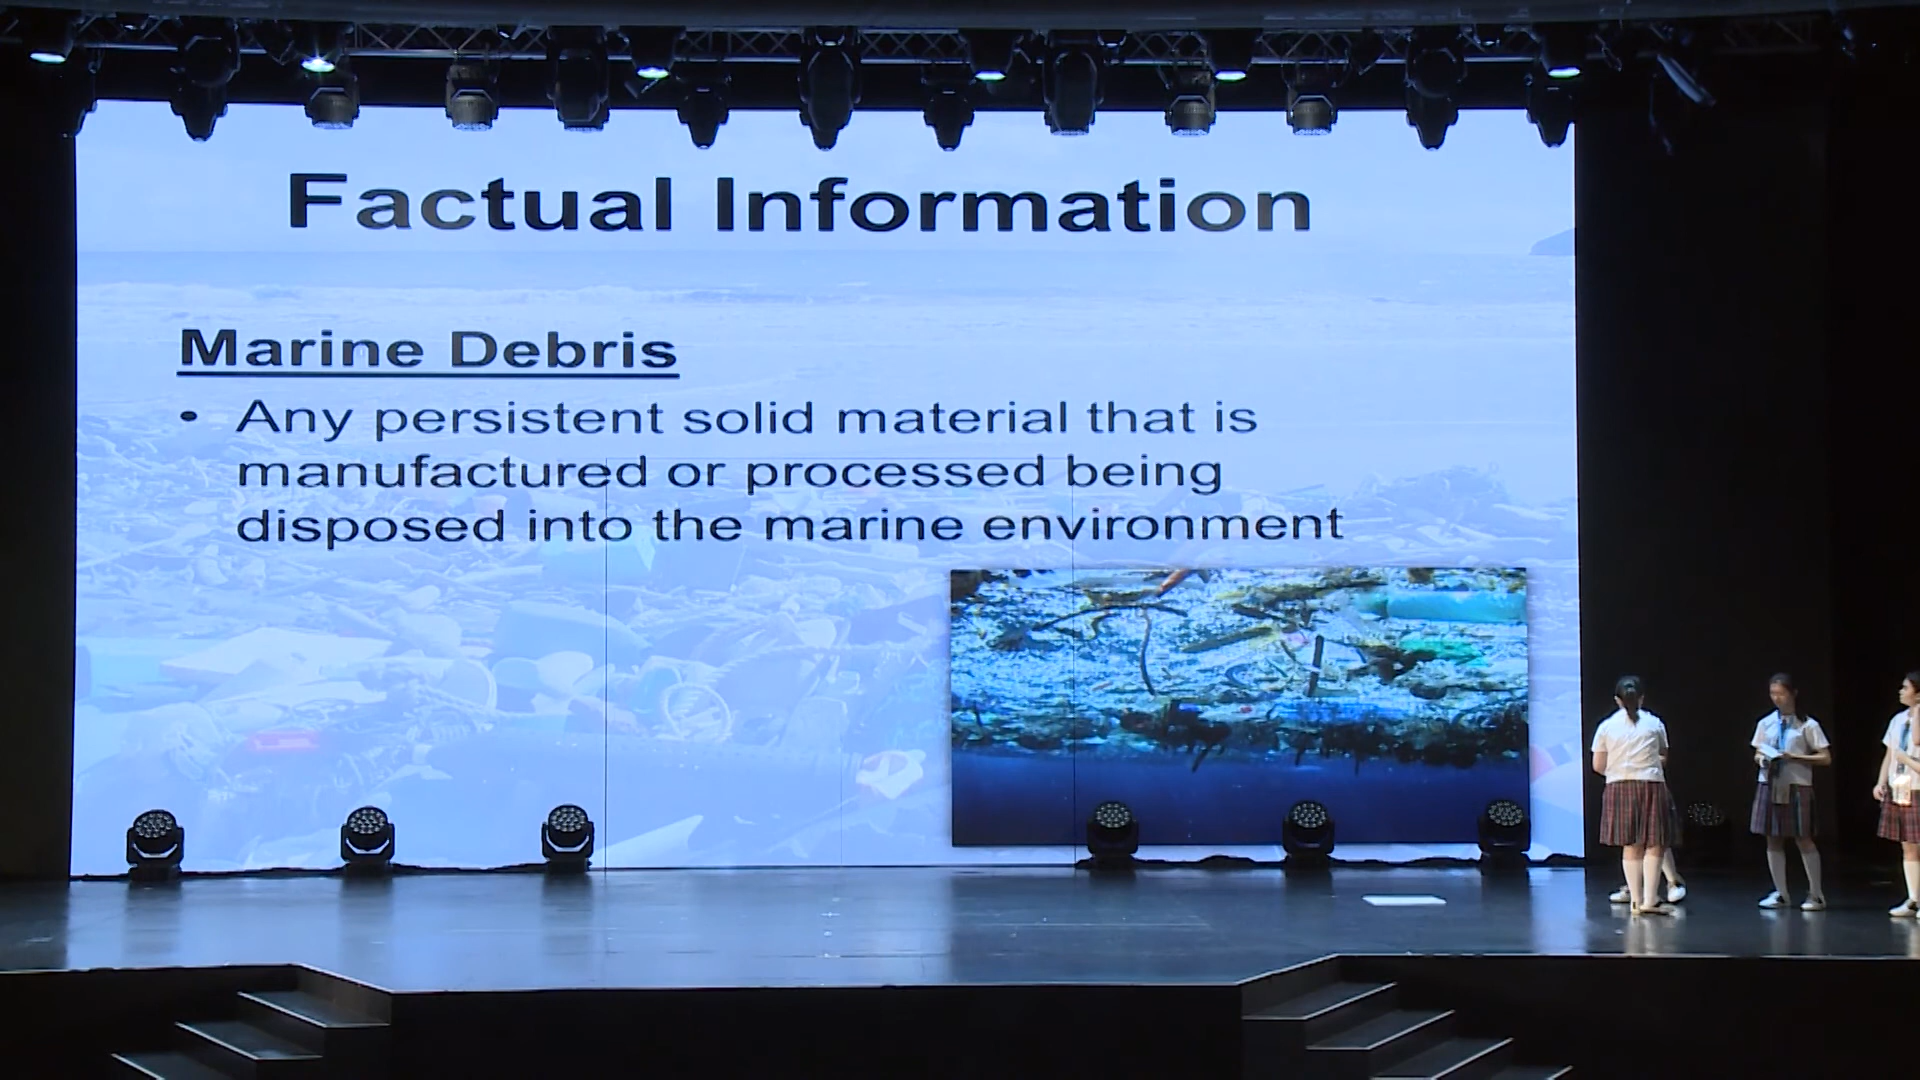 Factual Information
Marine Debris
• Any persistent solid material that is
manufactured or processed being
disposed into the marine environment